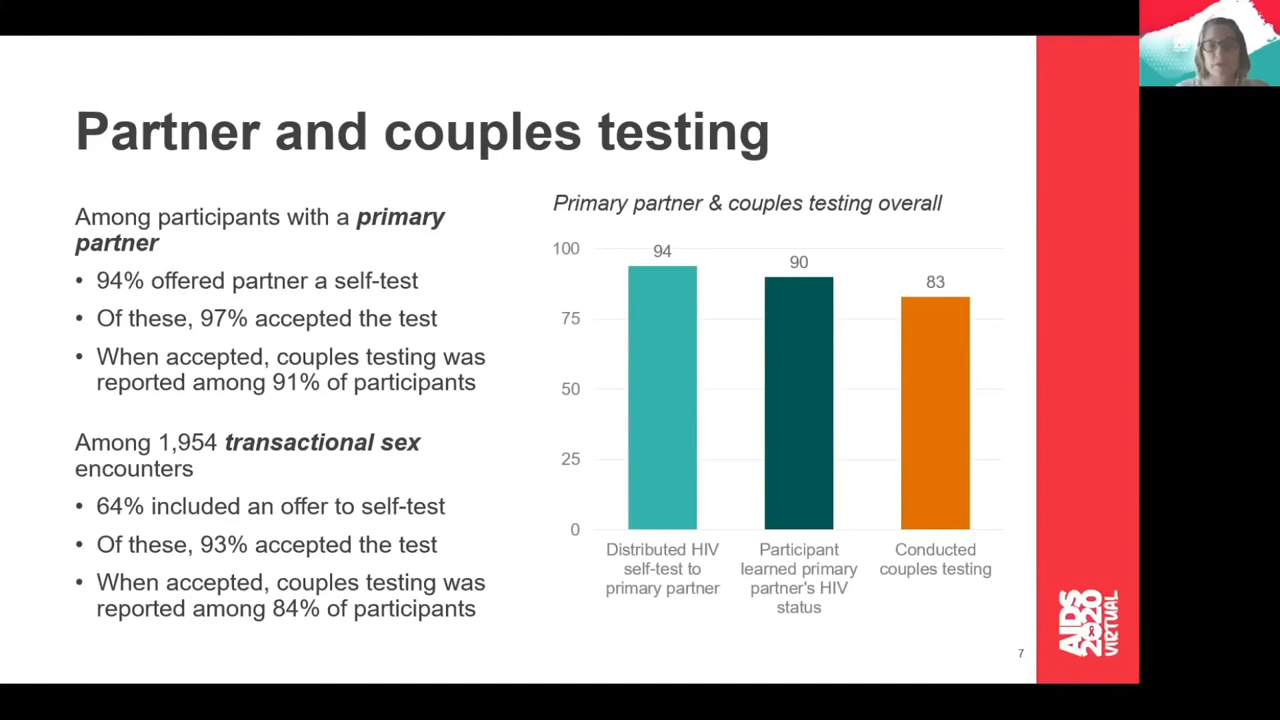 Partner and couples testing
Among participants with a primary
partner
• 94% offered partner a self-test
• Of these, 97% accepted the test
• When accepted, couples testing was
reported among 91% of participants
Among 1,954 transactional sex
encounters
• 64% included an offer to self-test
• Of these, 93% accepted the test
• When accepted, couples testing was
reported among 84% of participants
Primary partner & couples testing overall
100
75
50
25
0
94
90
83
Distributed HIV
self-test to
primary partner
Participant
learned primary
partner's HIV
status
Conducted
couples testing
7
AIDS
2020
VIRTUAL